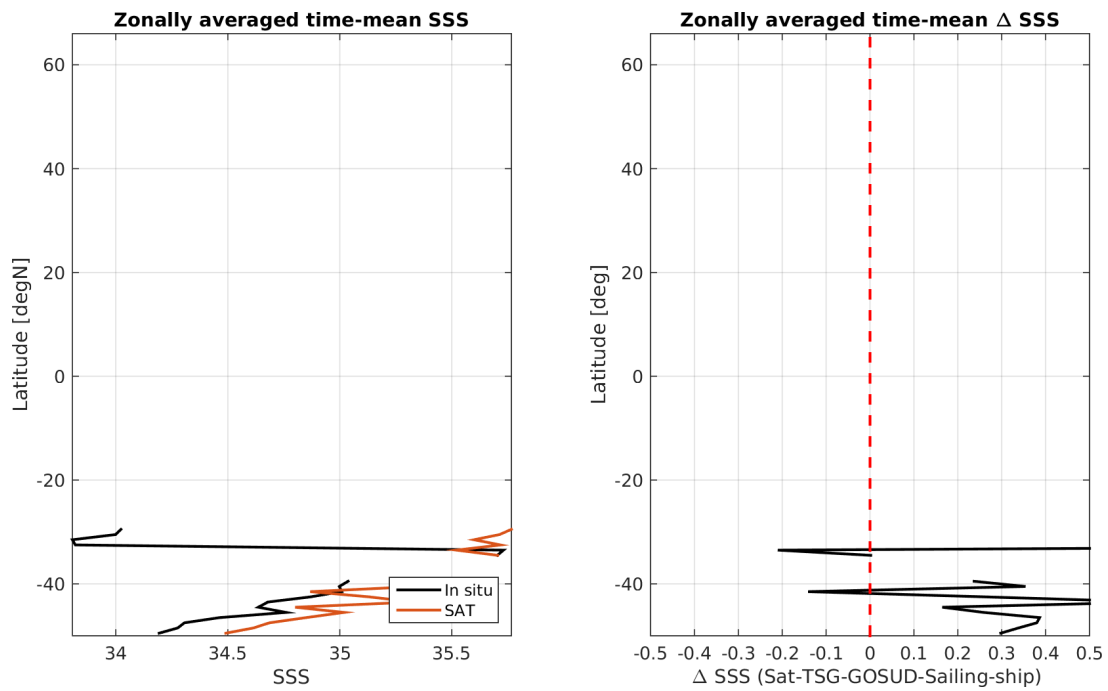 Zonally averaged time-mean SSS
60
40
20
0
-20
-40
Latitude [degN]
34
34.5
35
35.5
SSS
In situ
SAT
Zonally averaged time-mean Δ SSS
60
40
20
0
-20
-40
Latitude [deg]
-0.5 -0.4 -0.3 -0.2 -0.1 0 0.1 0.2 0.3 0.4 0.5
Δ SSS (Sat-TSG-GOSUD-Sailing-ship)